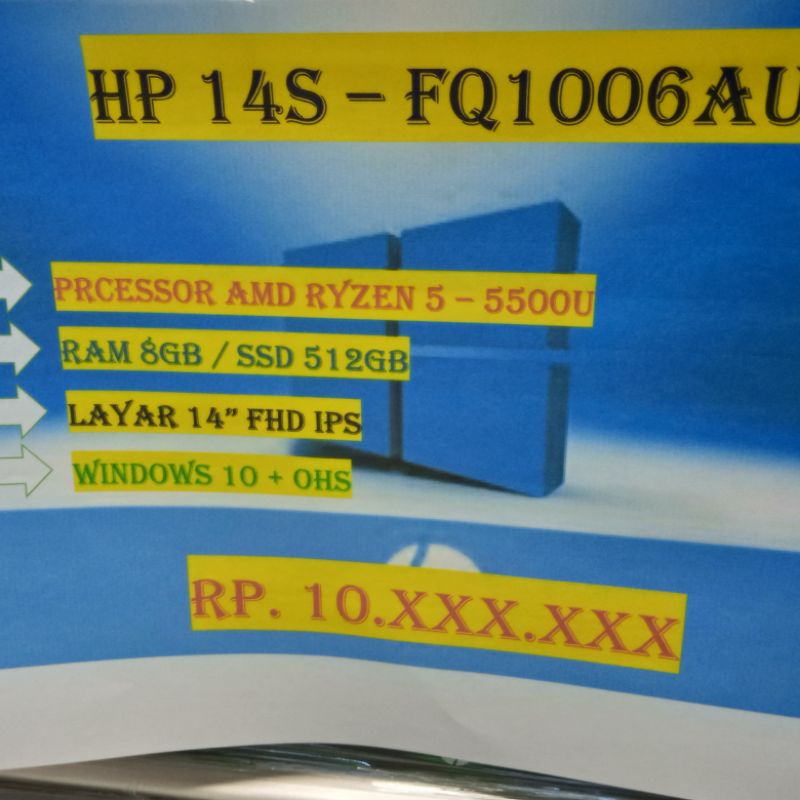 HP 14S – FQ1006AU
PRCESSOR AMD RYZEN 5 – 5500U
RAM 8GB / SSD 512GB
LAYAR 14” FHD IPS
WINDOWS 10 + OHS
RP. 10.XXX.XXX